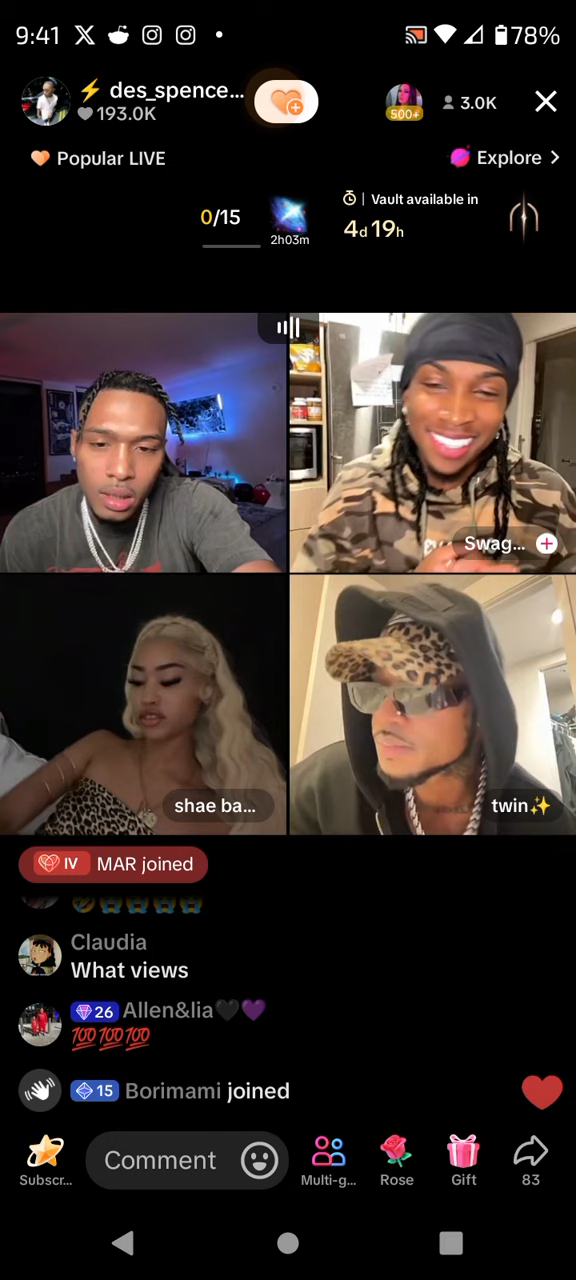 9:41
78%
⚡ des_spence...
193.0K
500+
3.0K
Popular LIVE
Explore >
0/15
2h03m
Vault available in
4d 19h
Swag...
shae ba...
twin✨
IV MAR joined
Claudia
What views
26 Allen&lia🖤💜
💯💯💯
15 Borimami joined
Comment
Subscr...
Multi-g...
Rose
Gift
83